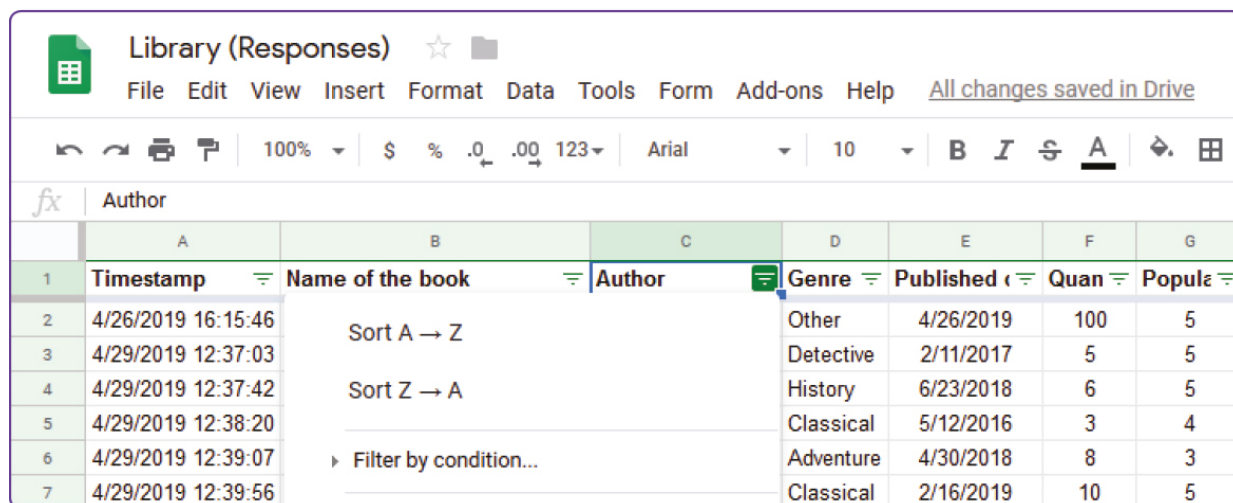 Library (Responses)
File Edit View Insert Format Data Tools Form Add-ons Help All changes saved in Drive
100% $ % .0 .00 123 Arial 10 B I S A
fx Author
A B C D E F G
1 Timestamp Name of the book Author Genre Published Quan Popula
2 4/26/2019 16:15:46 Other 4/26/2019 100 5
Sort A → Z
3 4/29/2019 12:37:03 Detective 2/11/2017 5 5
4 4/29/2019 12:37:42 Sort Z → A History 6/23/2018 6 5
5 4/29/2019 12:38:20 Classical 5/12/2016 3 4
6 4/29/2019 12:39:07 Filter by condition... Adventure 4/30/2018 8 3
7 4/29/2019 12:39:56 Classical 2/16/2019 10 5